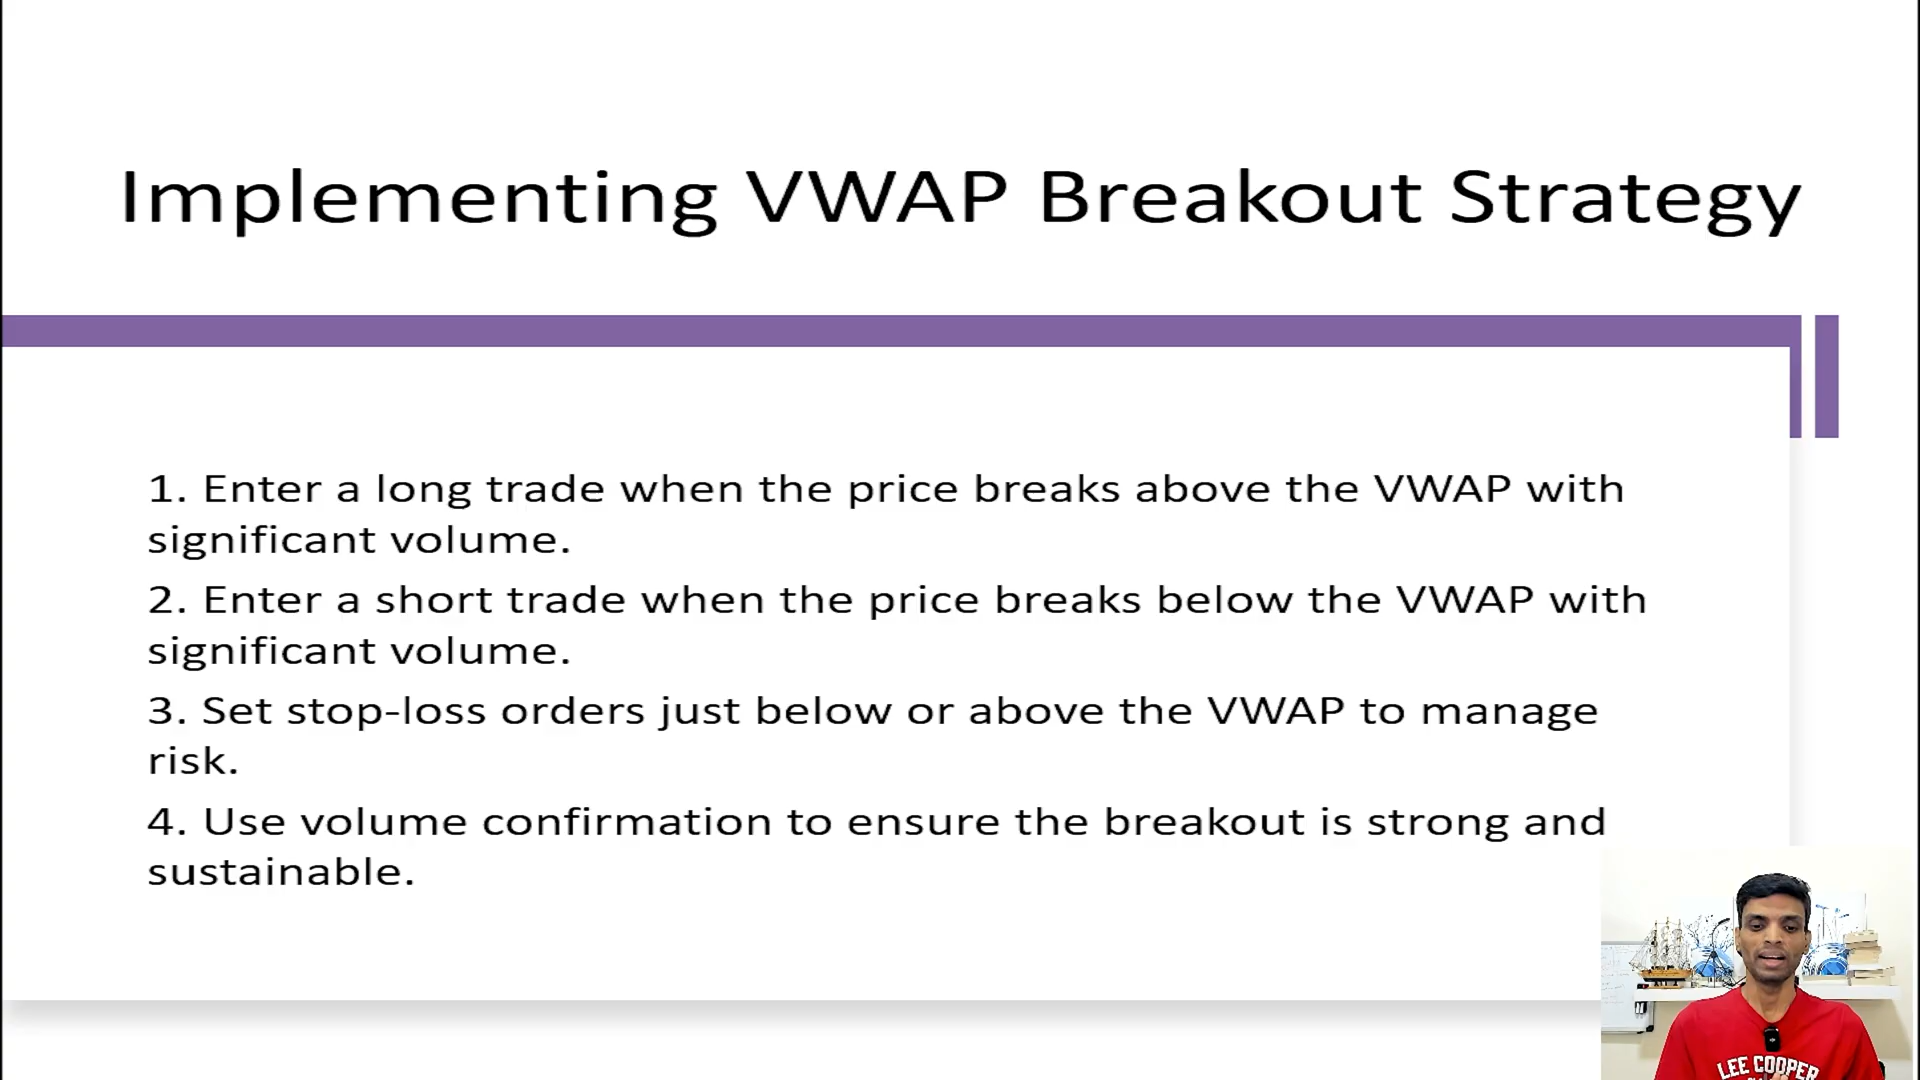 Implementing VWAP Breakout Strategy
1. Enter a long trade when the price breaks above the VWAP with
significant volume.
2. Enter a short trade when the price breaks below the VWAP with
significant volume.
3. Set stop-loss orders just below or above the VWAP to manage
risk.
4. Use volume confirmation to ensure the breakout is strong and
sustainable.
LEE COOPER